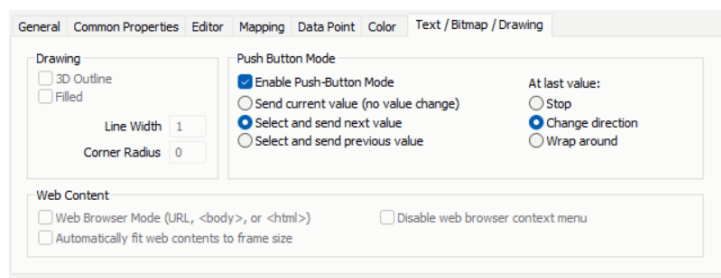 General Common Properties Editor Mapping Data Point Color Text / Bitmap / Drawing
Drawing
3D Outline
Filled
Line Width 1
Corner Radius 0
Push Button Mode
Enable Push-Button Mode
Send current value (no value change)
Select and send next value
Select and send previous value
At last value:
Stop
Change direction
Wrap around
Web Content
Web Browser Mode (URL, <body>, or <html>)
Disable web browser context menu
Automatically fit web contents to frame size